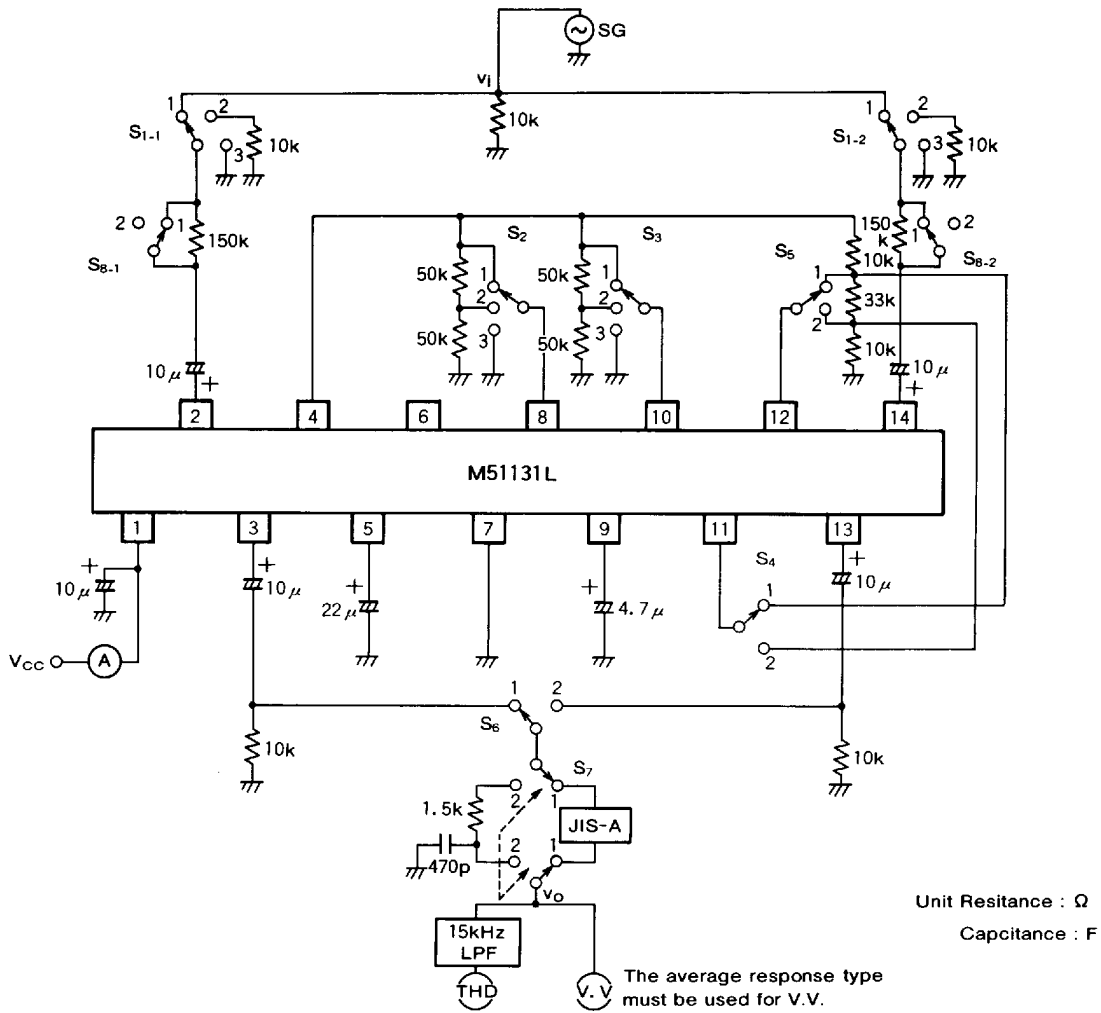 SG
v_i
1
2
S1-1
10k
3
10k
1
2
S1-2
10k
3
2
1
150k
S8-1
S2
S3
S5
150
k
1
2
10k
S8-2
50k
1
50k
1
1
33k
2
2
2
50k
3
50k
3
10k
10μ
+
10μ
+
2
4
6
8
10
12
14
M51131L
1
3
5
7
9
11
13
+
10μ
+
10μ
+
22μ
+
4.7μ
S4
1
2
+
10μ
VCC
A
1
2
S6
10k
10k
S7
2
1
1.5k
JIS-A
470p
2
1
vO
15kHz
LPF
THD
V.V
The average response type
must be used for V.V.
Unit Resitance : Ω
Capcitance : F